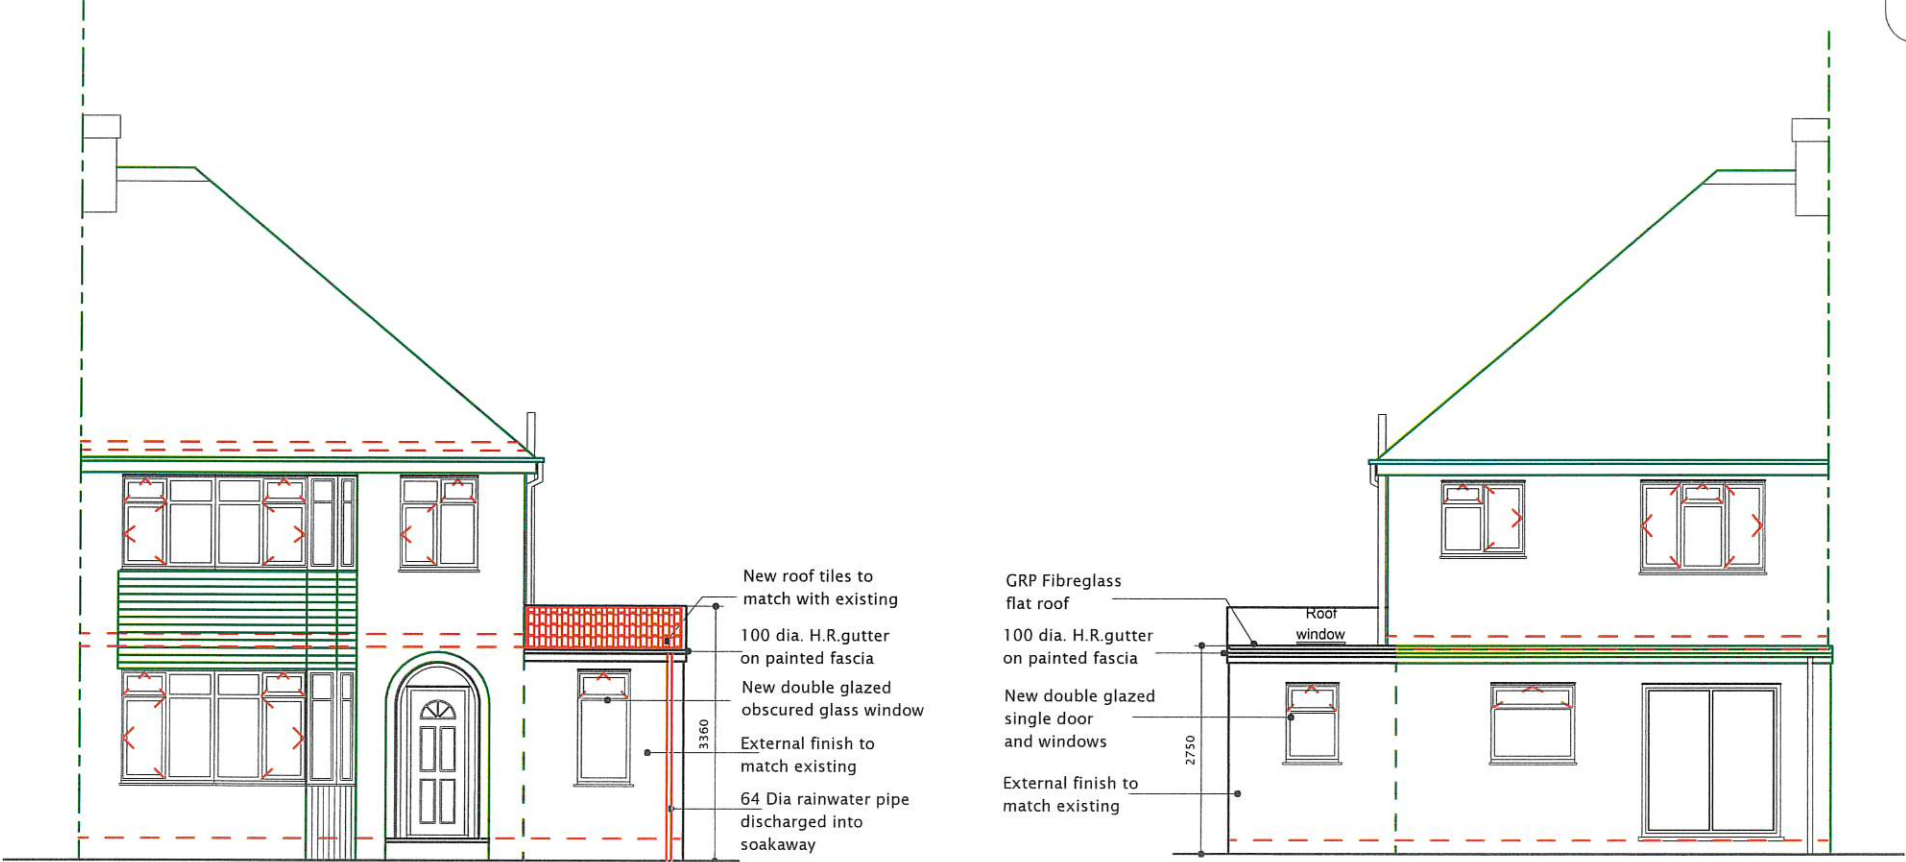 New roof tiles to
match with existing
100 dia. H.R.gutter
on painted fascia
New double glazed
obscured glass window
3360
External finish to
match existing
64 Dia rainwater pipe
discharged into
soakaway
GRP Fibreglass
flat roof
Roof
window
100 dia. H.R.gutter
on painted fascia
New double glazed
single door
and windows
2750
External finish to
match existing